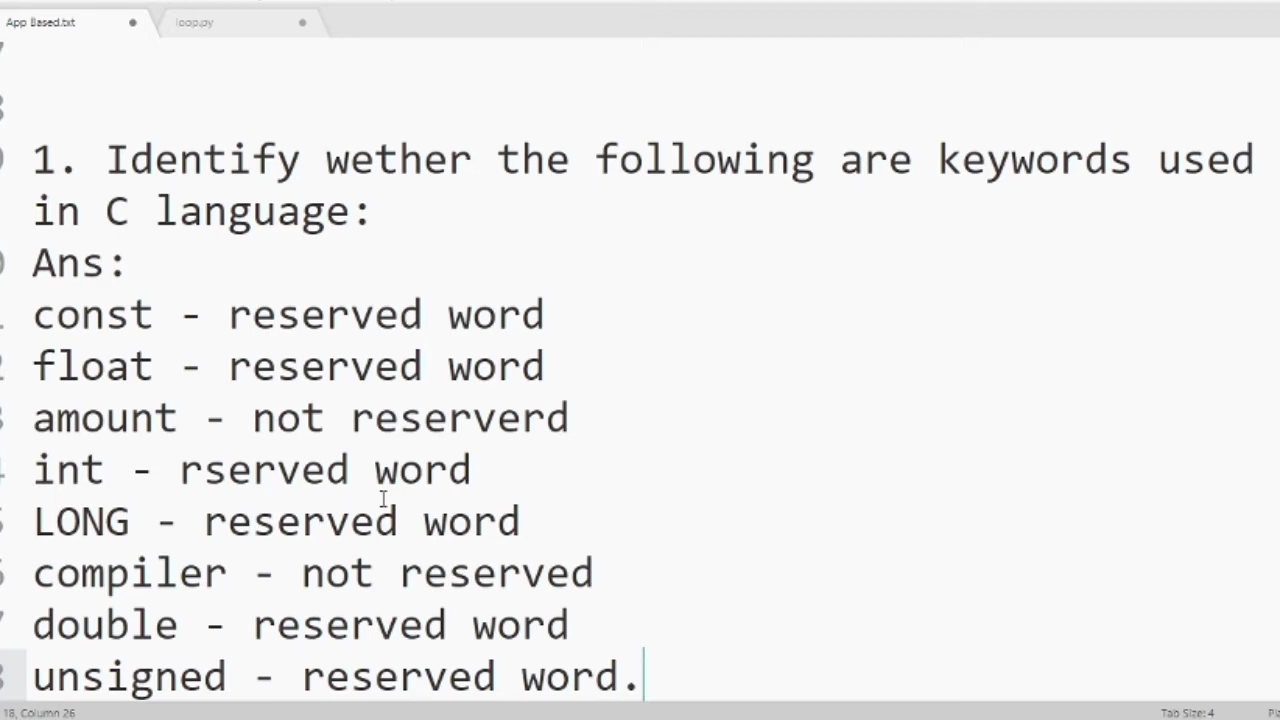 App Based.txt
loop.py
1. Identify wether the following are keywords used
in C language:
Ans:
const - reserved word
float - reserved word
amount - not reserverd
int - rserved word
LONG - reserved word
compiler - not reserved
double - reserved word
unsigned - reserved word.
18, Column 26
Tab Size: 4